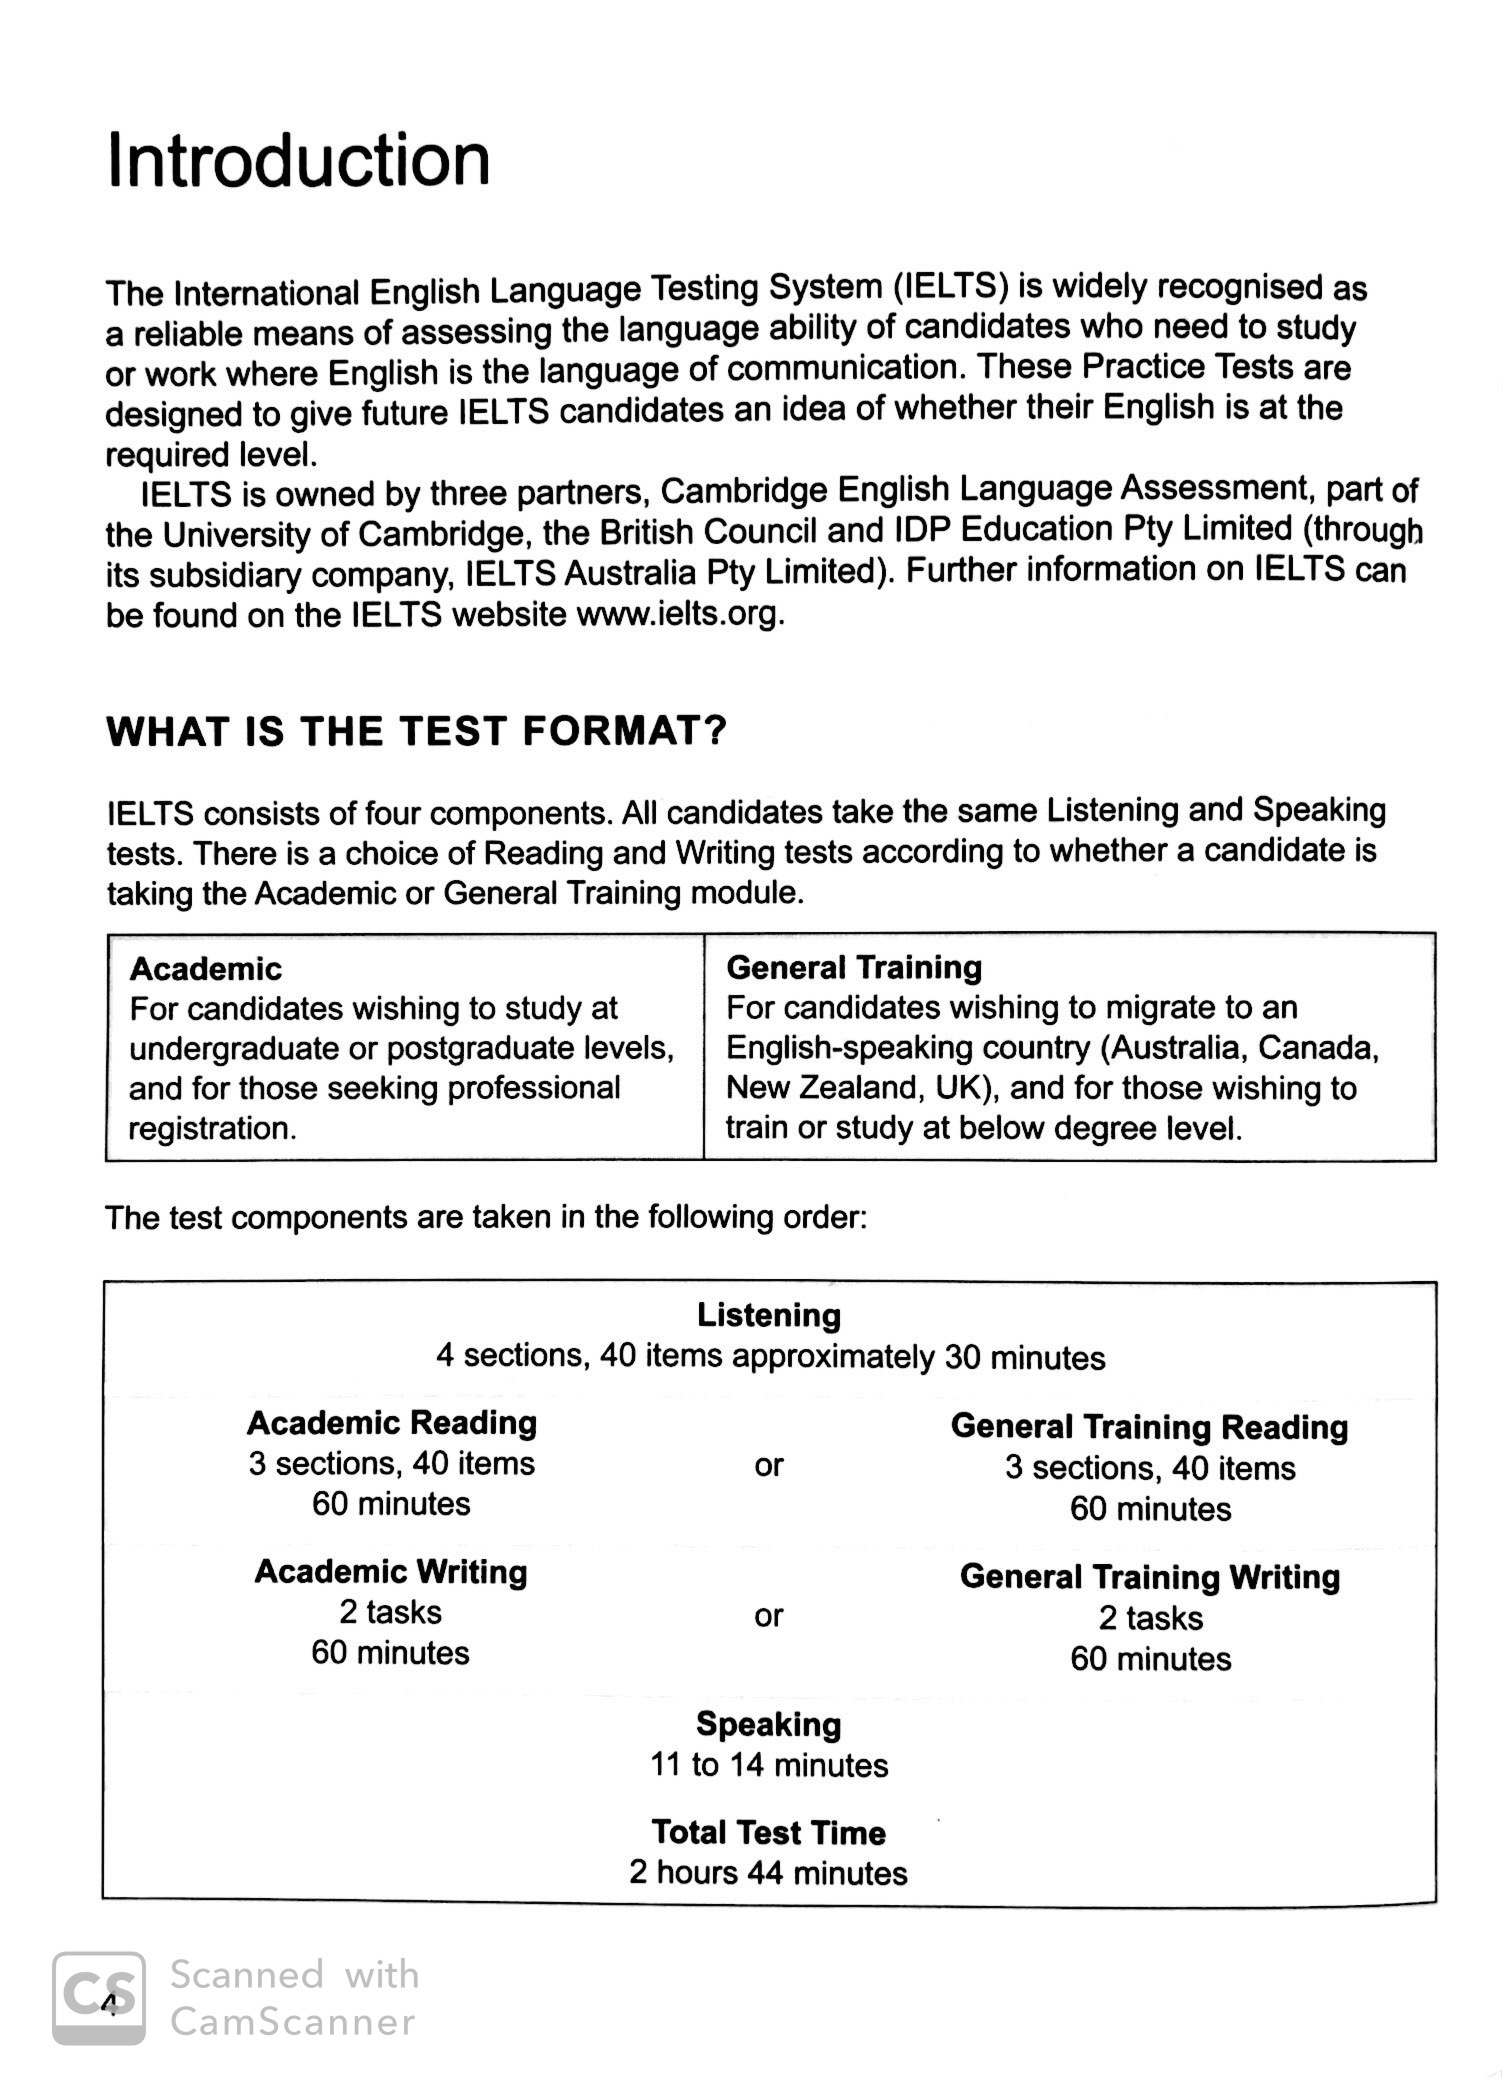 Introduction
The International English Language Testing System (IELTS) is widely recognised as
a reliable means of assessing the language ability of candidates who need to study
or work where English is the language of communication. These Practice Tests are
designed to give future IELTS candidates an idea of whether their English is at the
required level.
IELTS is owned by three partners, Cambridge English Language Assessment, part of
the University of Cambridge, the British Council and IDP Education Pty Limited (through
its subsidiary company, IELTS Australia Pty Limited). Further information on IELTS can
be found on the IELTS website www.ielts.org.
WHAT IS THE TEST FORMAT?
IELTS consists of four components. All candidates take the same Listening and Speaking
tests. There is a choice of Reading and Writing tests according to whether a candidate is
taking the Academic or General Training module.
Academic
For candidates wishing to study at
undergraduate or postgraduate levels,
and for those seeking professional
registration.
General Training
For candidates wishing to migrate to an
English-speaking country (Australia, Canada,
New Zealand, UK), and for those wishing to
train or study at below degree level.
The test components are taken in the following order:
Listening
4 sections, 40 items approximately 30 minutes
Academic Reading
3 sections, 40 items
60 minutes
or
General Training Reading
3 sections, 40 items
60 minutes
Academic Writing
2 tasks
60 minutes
or
General Training Writing
2 tasks
60 minutes
Speaking
11 to 14 minutes
Total Test Time
2 hours 44 minutes
4
CS
Scanned with
CamScanner